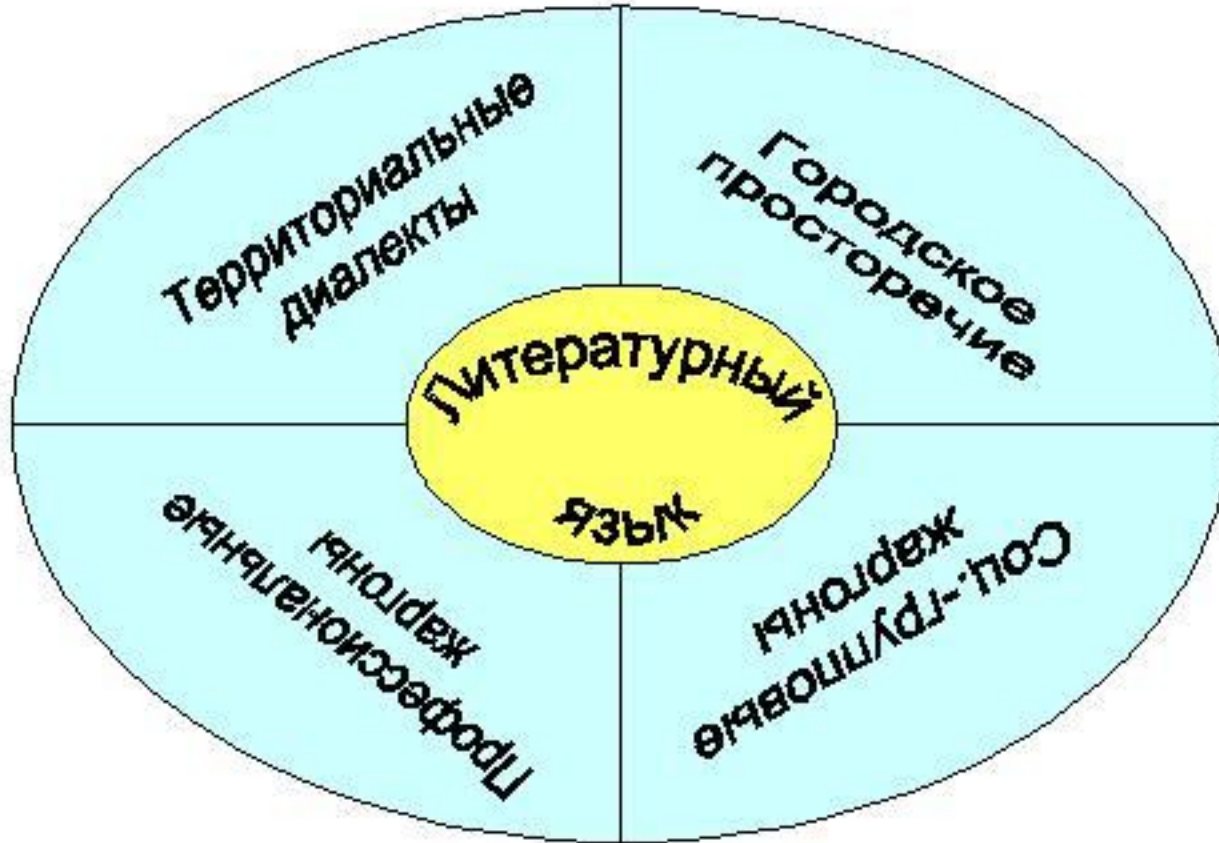 Территориальные
диалекты
Городское
просторечие
Литературный
язык
Профессиональные
жаргоны
Соц.-групповые
жаргоны